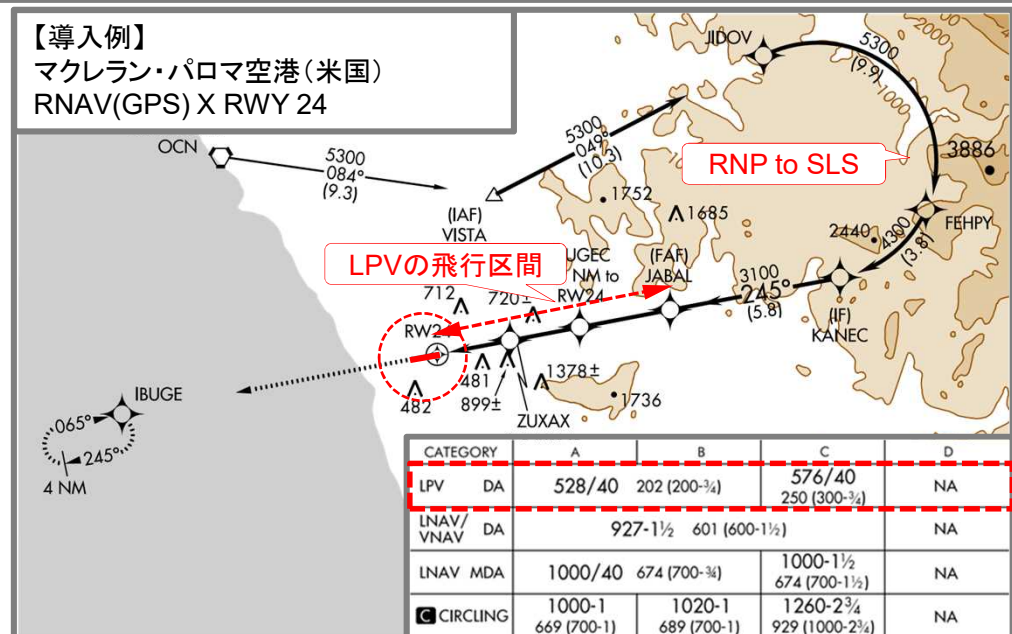 【導入例】
マクレラン・パロマ空港（米国）
RNAV(GPS) X RWY 24
JIDOV
5300
(9.9)
1000
2000
OCN
5300
084°
(9.3)
5300
049°
(10.3)
RNP to SLS
3886
1752
1685
(IAF)
VISTA
2440
4300
(3.8)
FEHPY
LPVの飛行区間
UGEC
NM to
RW24
(FAF)
JABAL
3100
245°
(5.8)
(IF)
KANEC
712
720±
RW24
481
482
899±
1378±
1736
ZUXAX
IBUGE
065°
245°
4 NM
CATEGORY A B C D
LPV DA 528/40 202 (200-¾) 576/40 250 (300-¾) NA
LNAV/VNAV DA 927-1½ 601 (600-1½) NA
LNAV MDA 1000/40 674 (700-¾) 1000-1½ 674 (700-1½) NA
C CIRCLING 1000-1 669 (700-1) 1020-1 689 (700-1) 1260-2¾ 929 (1000-2¾) NA